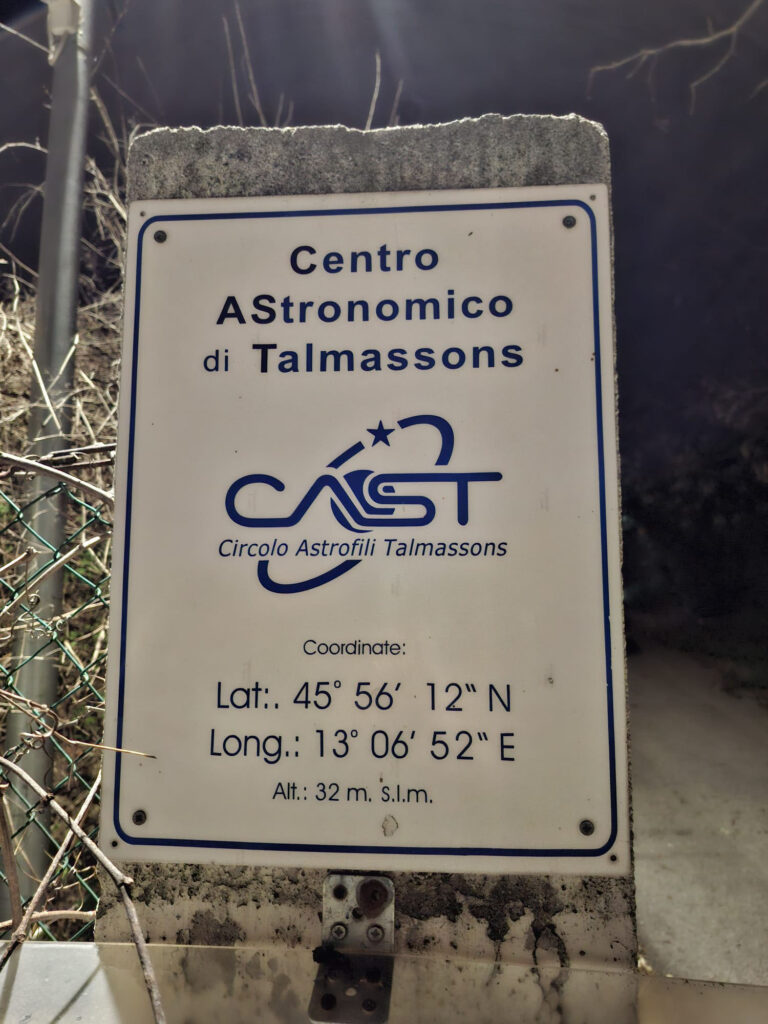 Centro
AStronomico
di Talmassons
CAST
Circolo Astrofili Talmassons
Coordinate:
Lat:. 45° 56' 12" N
Long.: 13° 06' 52" E
Alt.: 32 m. s.l.m.